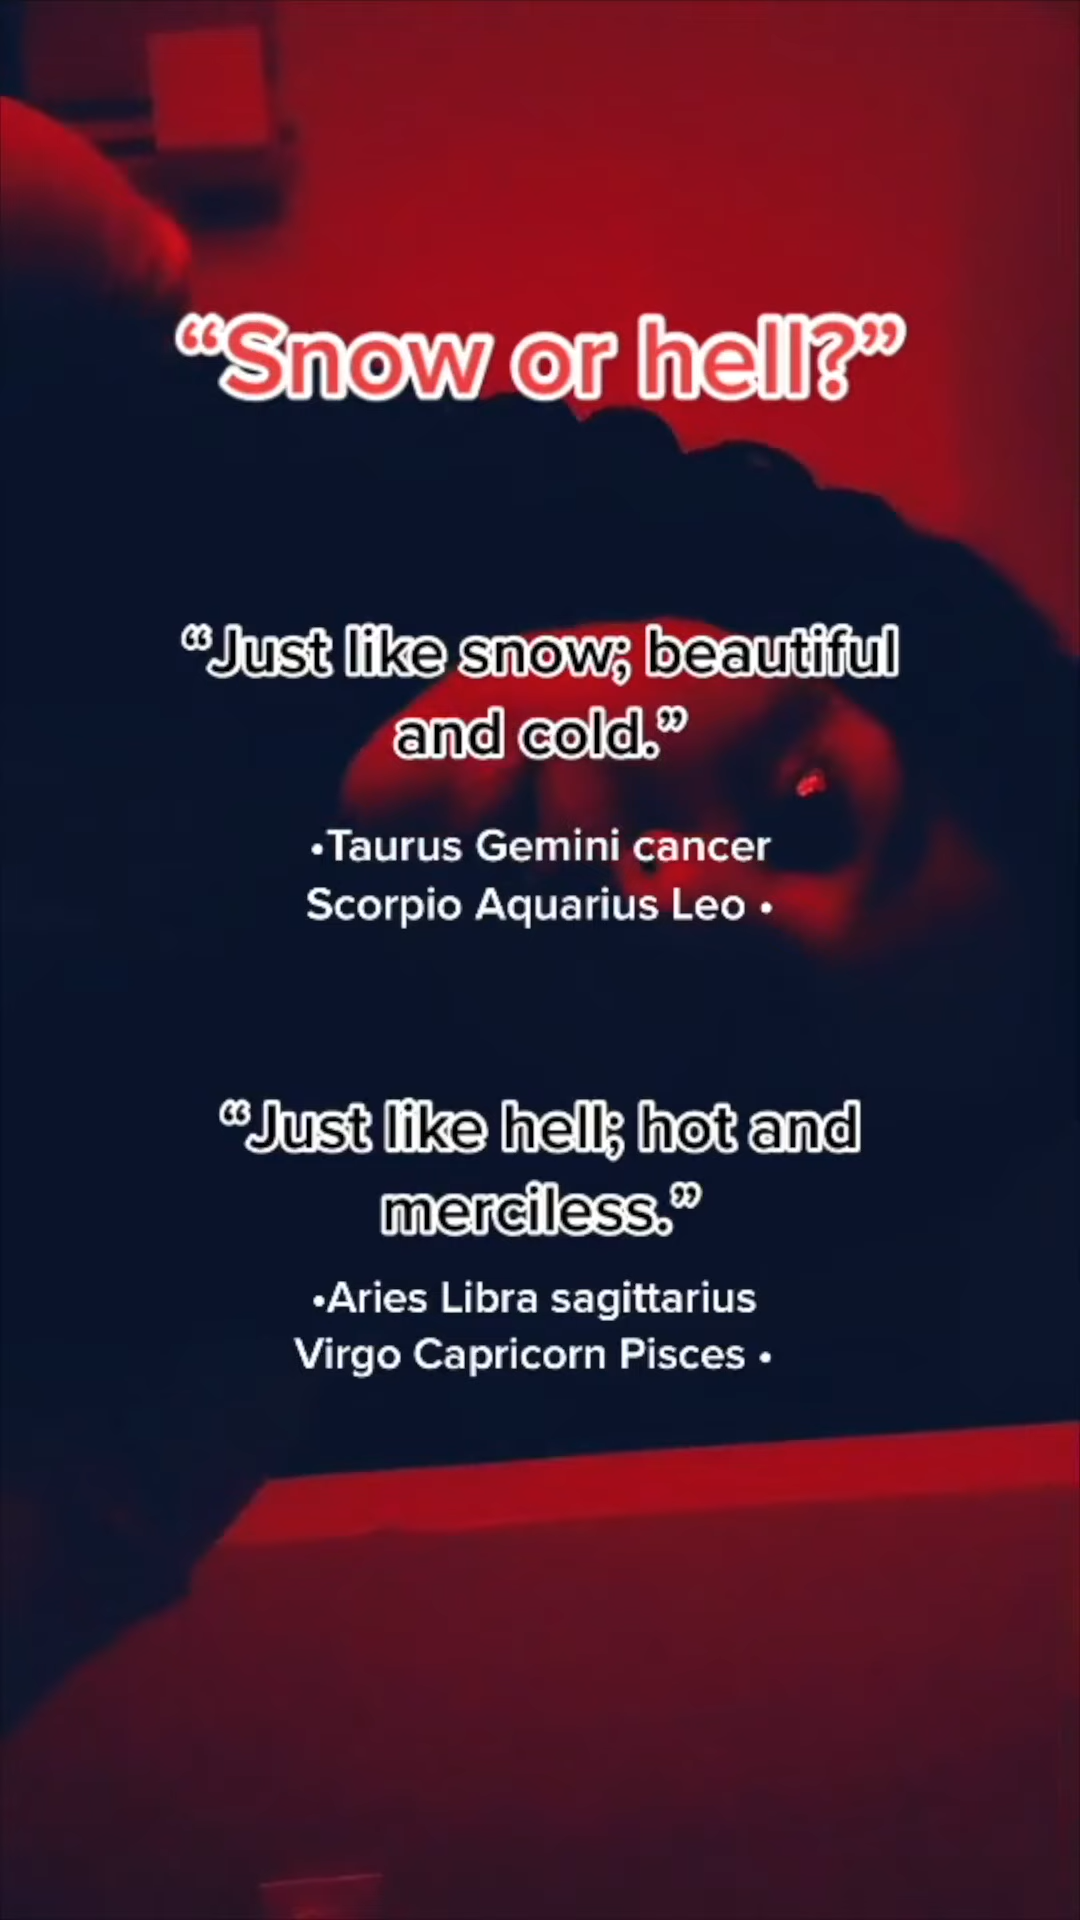 “Snow or hell?”
“Just like snow; beautiful
and cold.”
•Taurus Gemini cancer
Scorpio Aquarius Leo •
“Just like hell; hot and
merciless.”
•Aries Libra sagittarius
Virgo Capricorn Pisces •